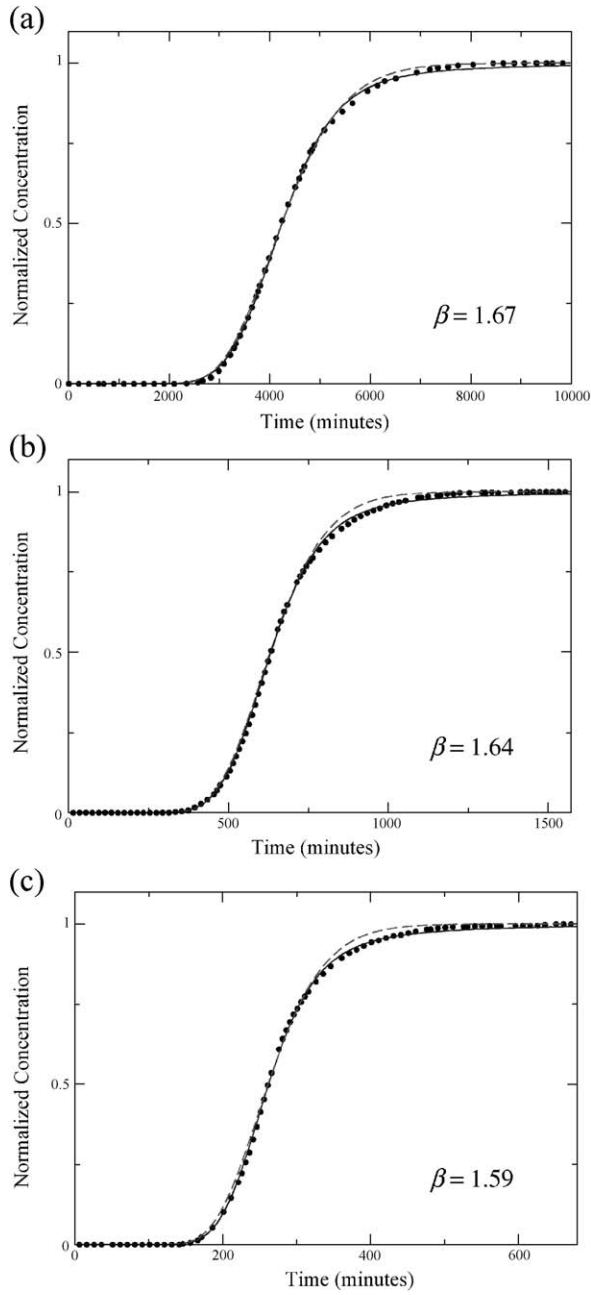 (a)
1
0.5
0
Normalized Concentration
β = 1.67
0 2000 4000 6000 8000 10000
Time (minutes)
(b)
1
0.5
0
Normalized Concentration
β = 1.64
0 500 1000 1500
Time (minutes)
(c)
1
0.5
0
Normalized Concentration
β = 1.59
0 200 400 600
Time (minutes)